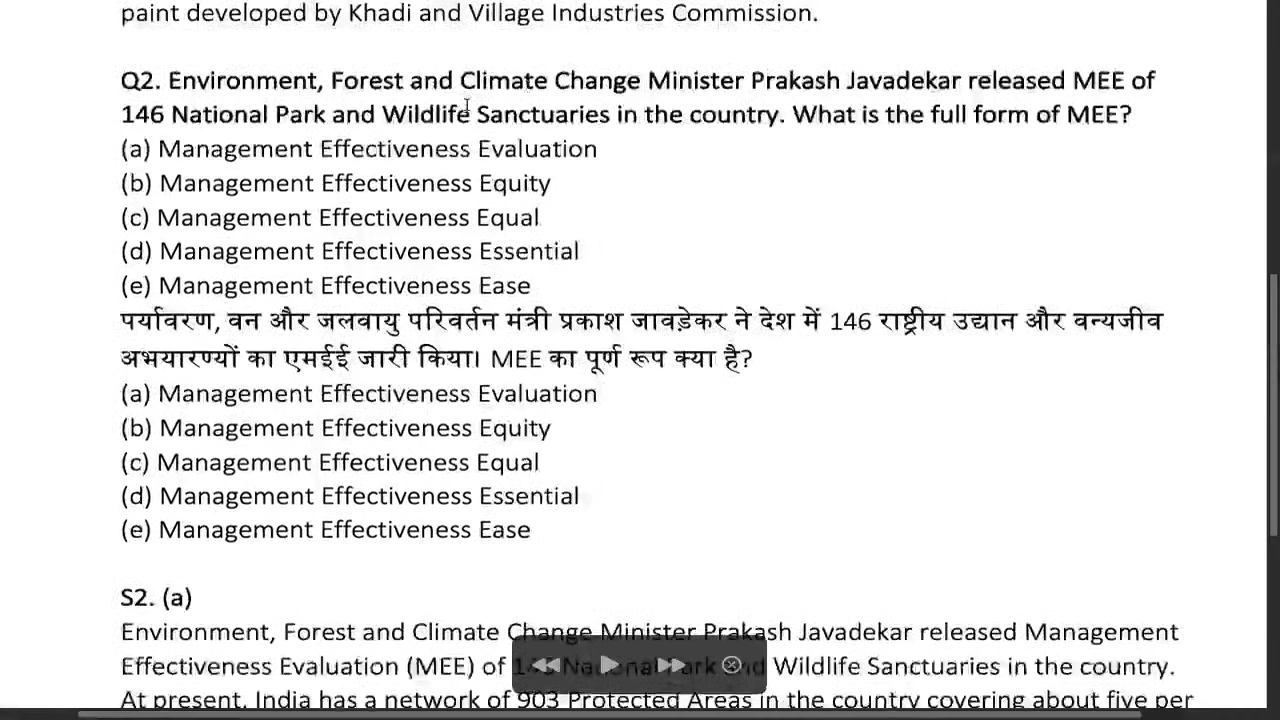 paint developed by Khadi and Village Industries Commission.
Q2. Environment, Forest and Climate Change Minister Prakash Javadekar released MEE of
146 National Park and Wildlife Sanctuaries in the country. What is the full form of MEE?
(a) Management Effectiveness Evaluation
(b) Management Effectiveness Equity
(c) Management Effectiveness Equal
(d) Management Effectiveness Essential
(e) Management Effectiveness Ease
पर्यावरण, वन और जलवायु परिवर्तन मंत्री प्रकाश जावड़ेकर ने देश में 146 राष्ट्रीय उद्यान और वन्यजीव
अभयारण्यों का एमईई जारी किया। MEE का पूर्ण रूप क्या है?
(a) Management Effectiveness Evaluation
(b) Management Effectiveness Equity
(c) Management Effectiveness Equal
(d) Management Effectiveness Essential
(e) Management Effectiveness Ease
S2. (a)
Environment, Forest and Climate Change Minister Prakash Javadekar released Management
Effectiveness Evaluation (MEE) of National Park and Wildlife Sanctuaries in the country.
At present, India has a network of 903 Protected Areas in the country covering about five per